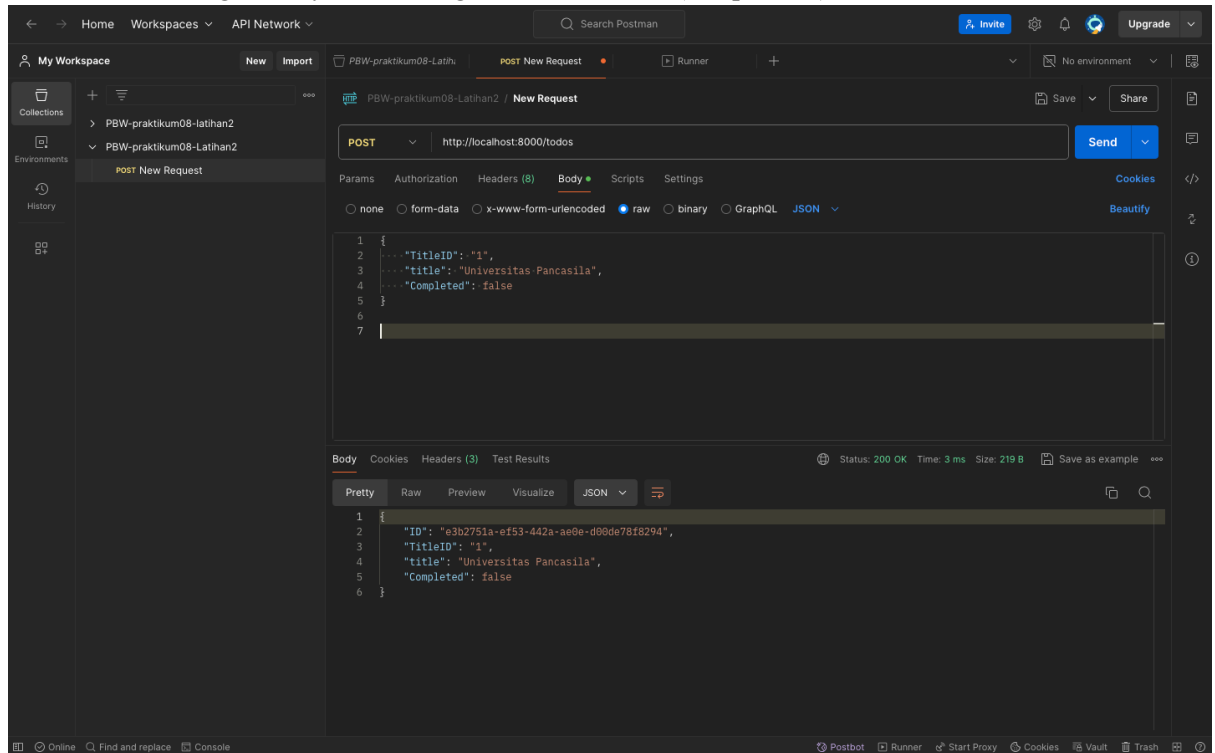 Home Workspaces API Network Search Postman Invite Upgrade
My Workspace New Import PBW-praktikum08-Latih POST New Request Runner + No environment
Collections
Environments
History
PBW-praktikum08-latihan2
PBW-praktikum08-Latihan2
POST New Request
HTTP PBW-praktikum08-Latihan2 / New Request Save Share
POST http://localhost:8000/todos Send
Params Authorization Headers (8) Body Scripts Settings Cookies
none form-data x-www-form-urlencoded raw binary GraphQL JSON Beautify
1 {
2 "TitleID": "1",
3 "title": "Universitas Pancasila",
4 "Completed": false
5 }
6
7
Body Cookies Headers (3) Test Results Status: 200 OK Time: 3 ms Size: 219 B Save as example
Pretty Raw Preview Visualize JSON
1 {
2 "ID": "e3b2751a-ef53-442a-ae0e-d00de78f8294",
3 "TitleID": "1",
4 "title": "Universitas Pancasila",
5 "Completed": false
6 }
Online Find and replace Console Postbot Runner Start Proxy Cookies Vault Trash